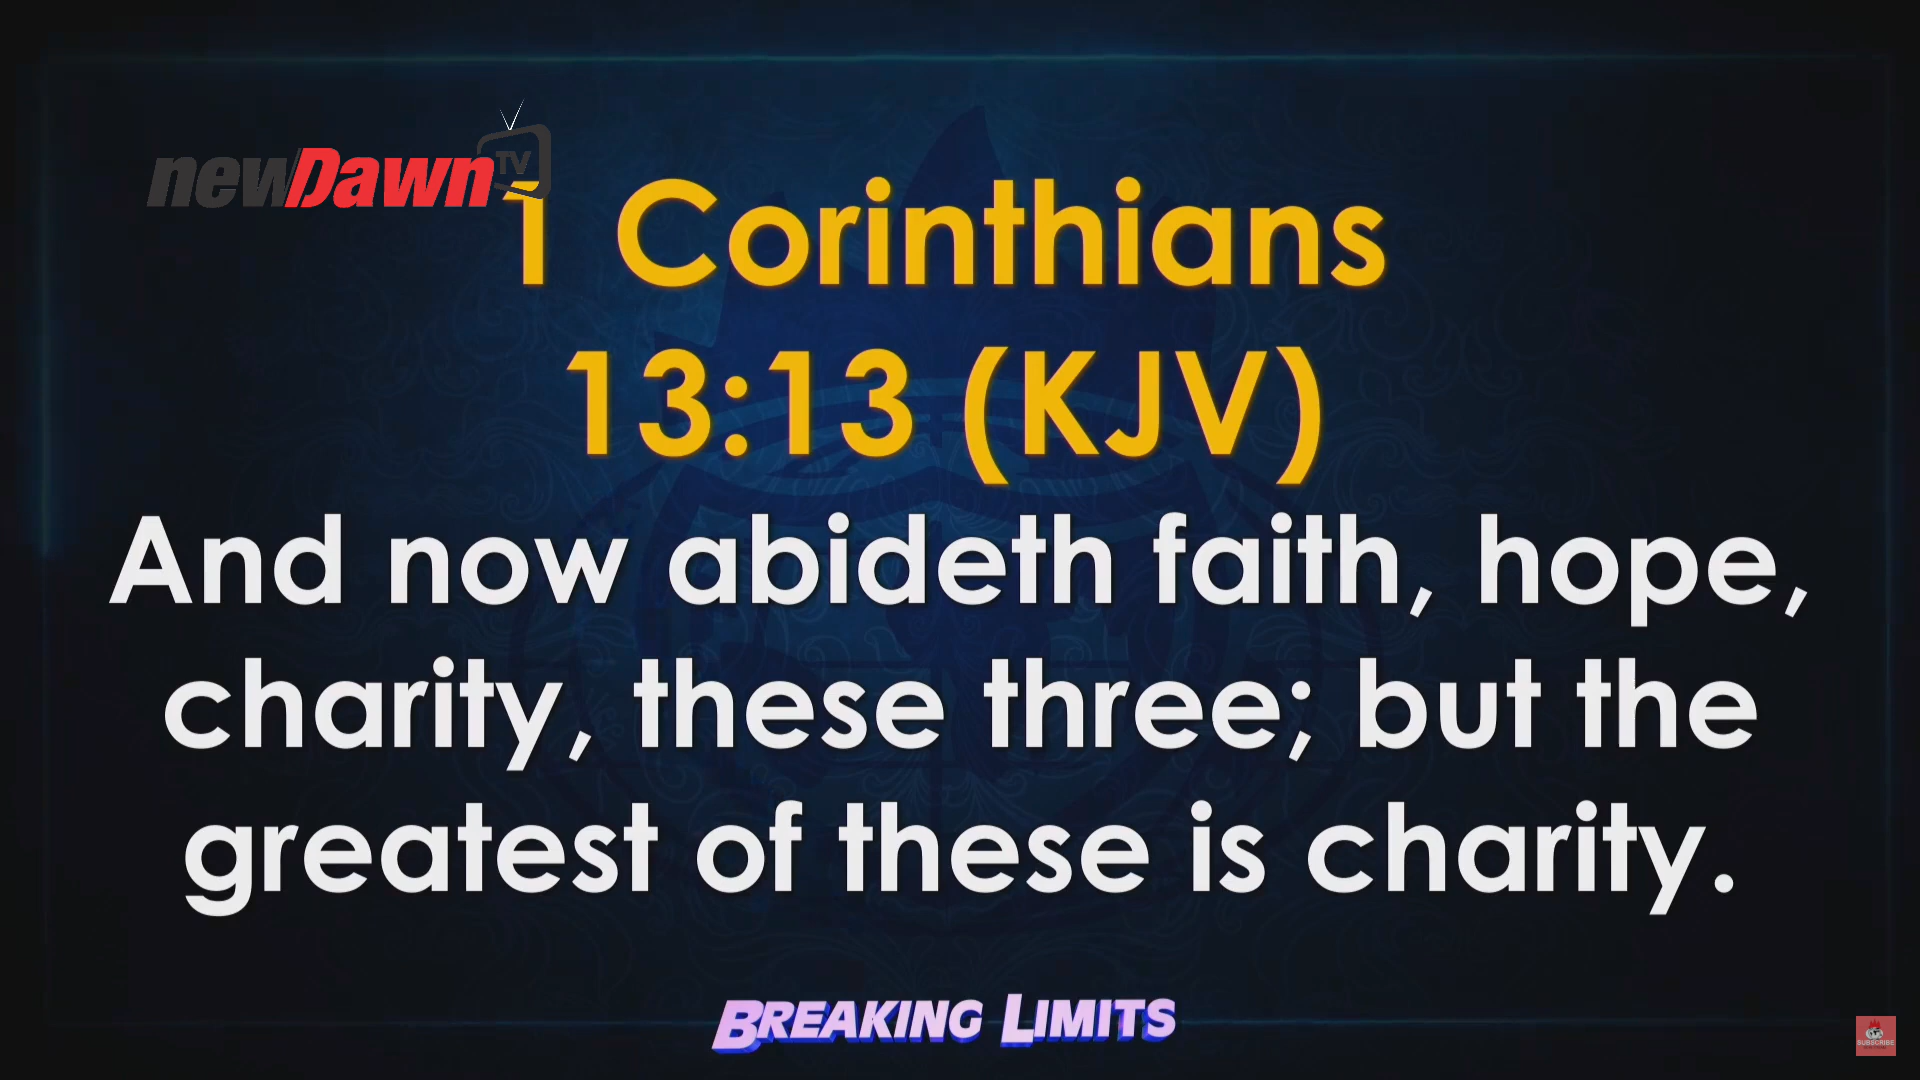 newDawn TV
1 Corinthians
13:13 (KJV)
And now abideth faith, hope,
charity, these three; but the
greatest of these is charity.
BREAKING LIMITS
SUBSCRIBE